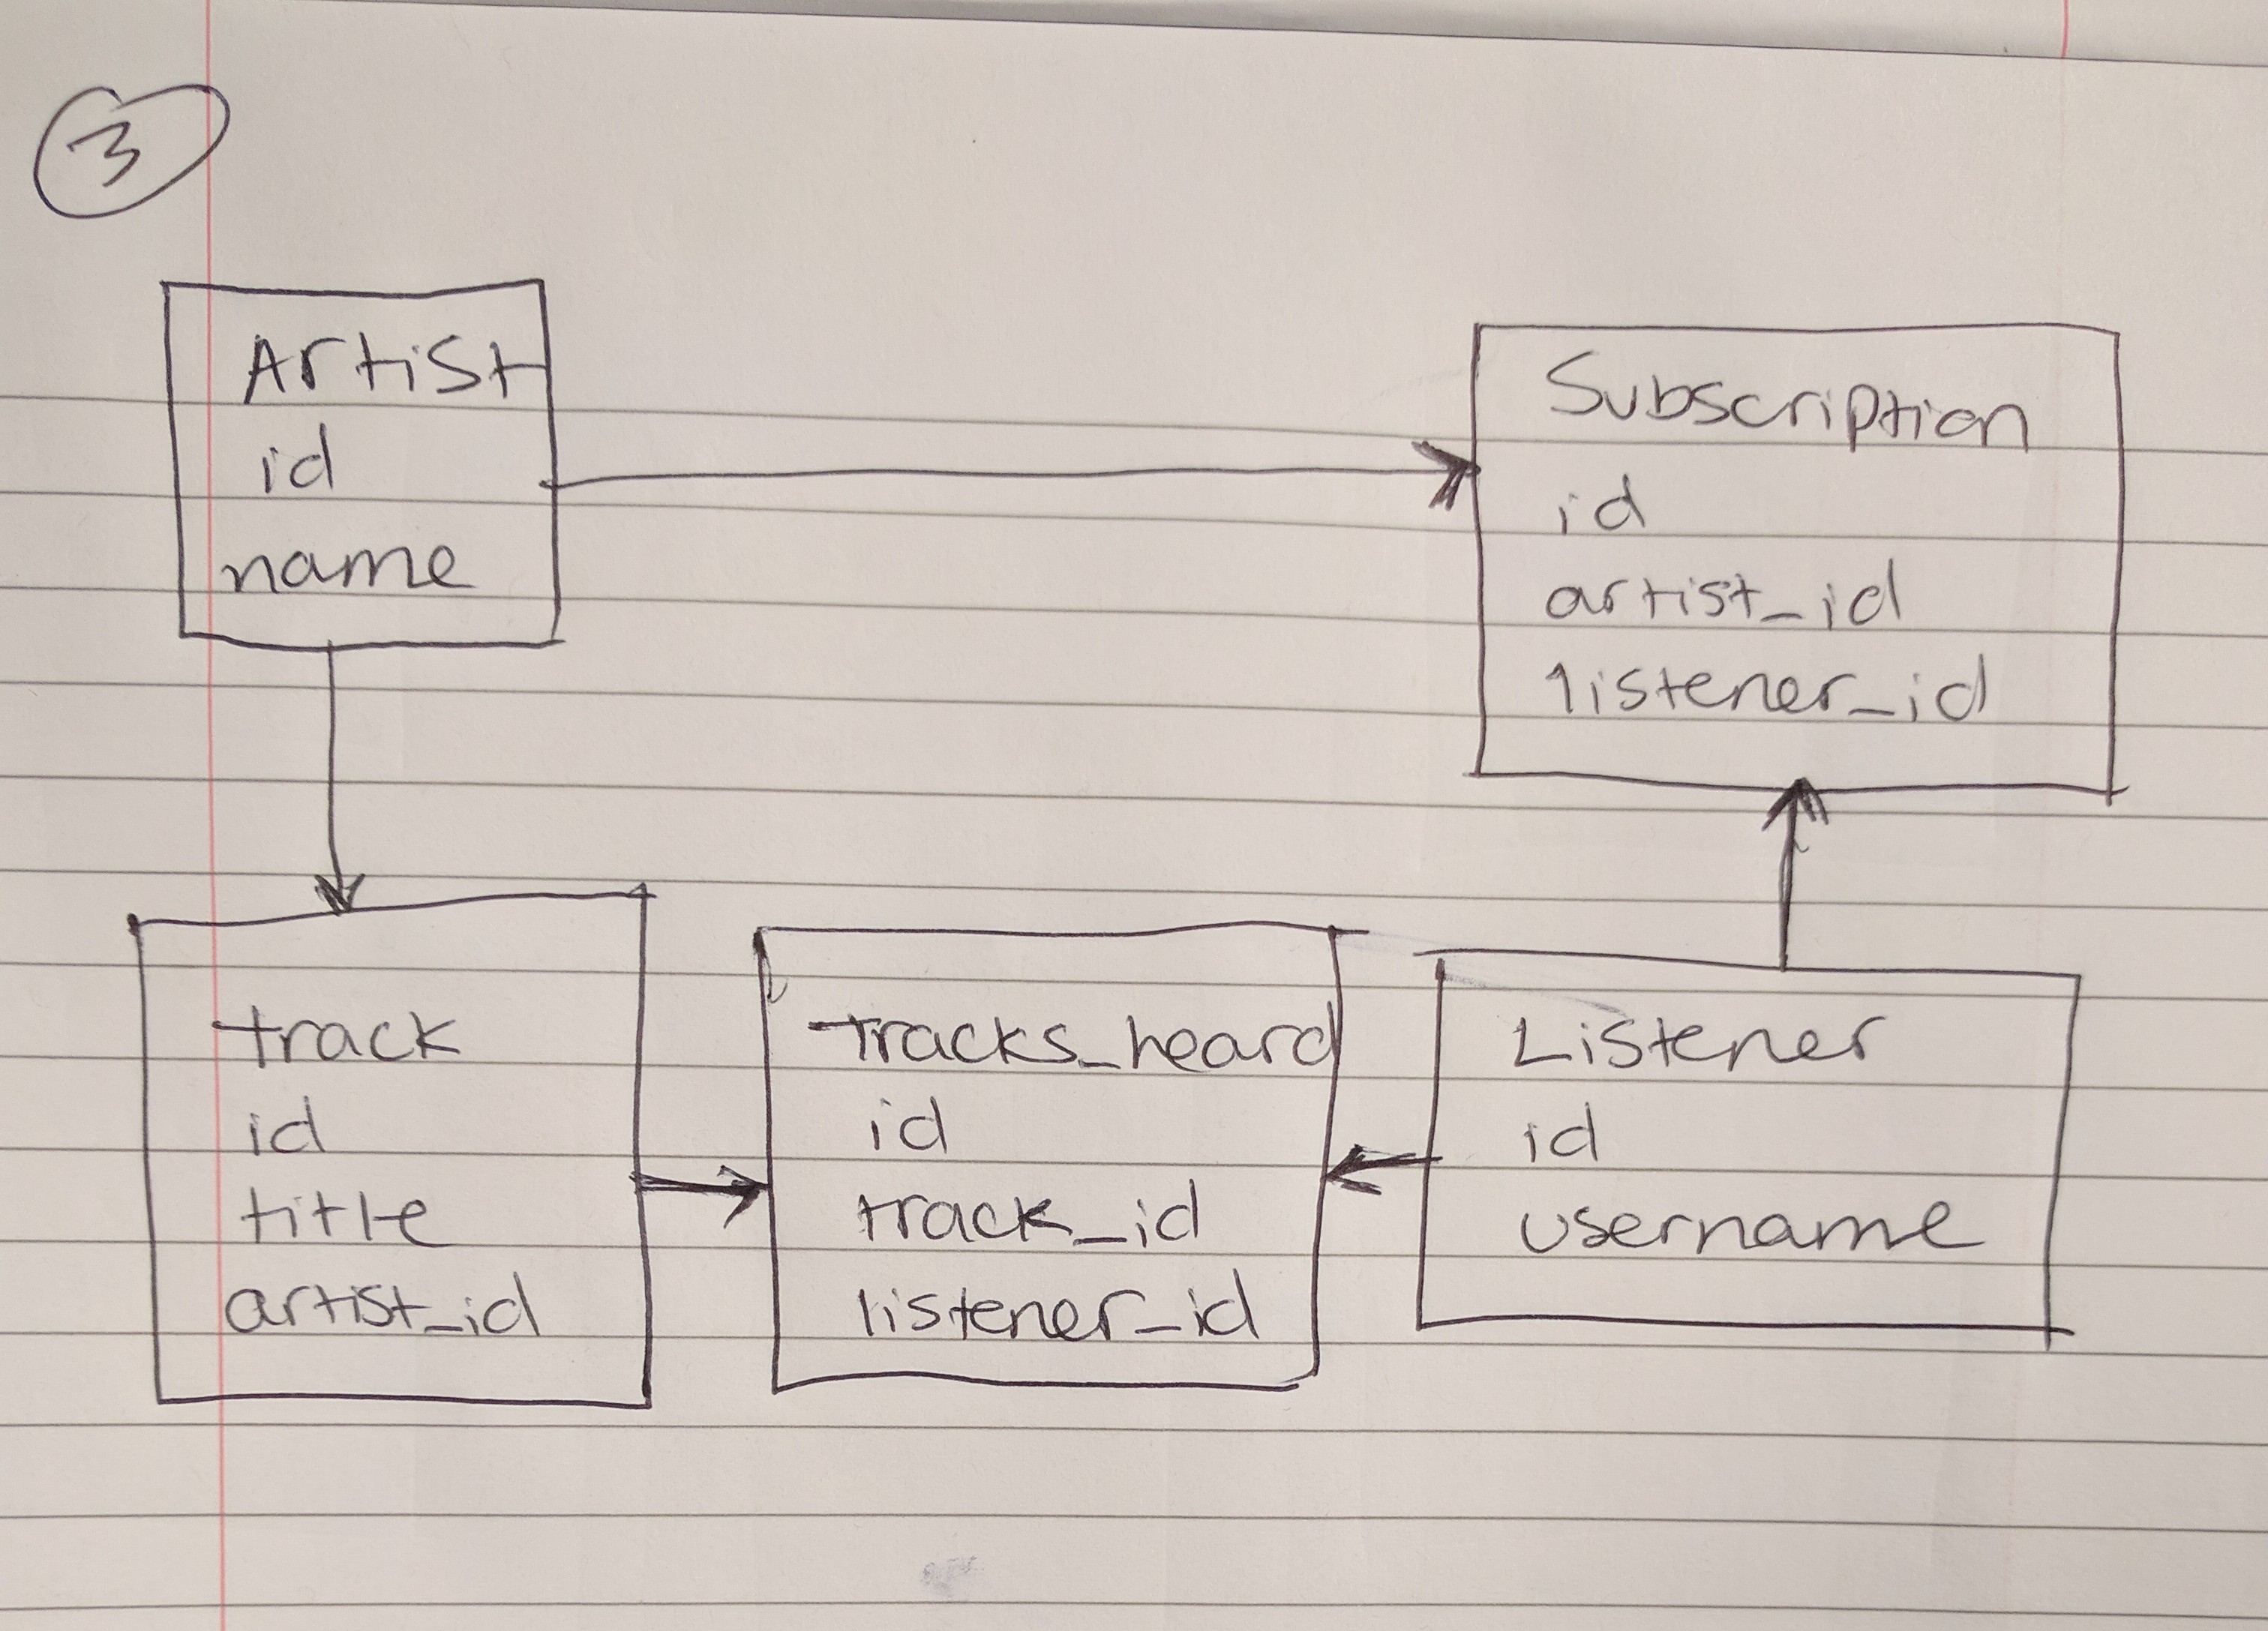 3
Artist
id
name
Subscription
id
artist_id
listener_id
track
id
title
artist_id
Tracks_heard
id
track_id
listener_id
Listener
id
username